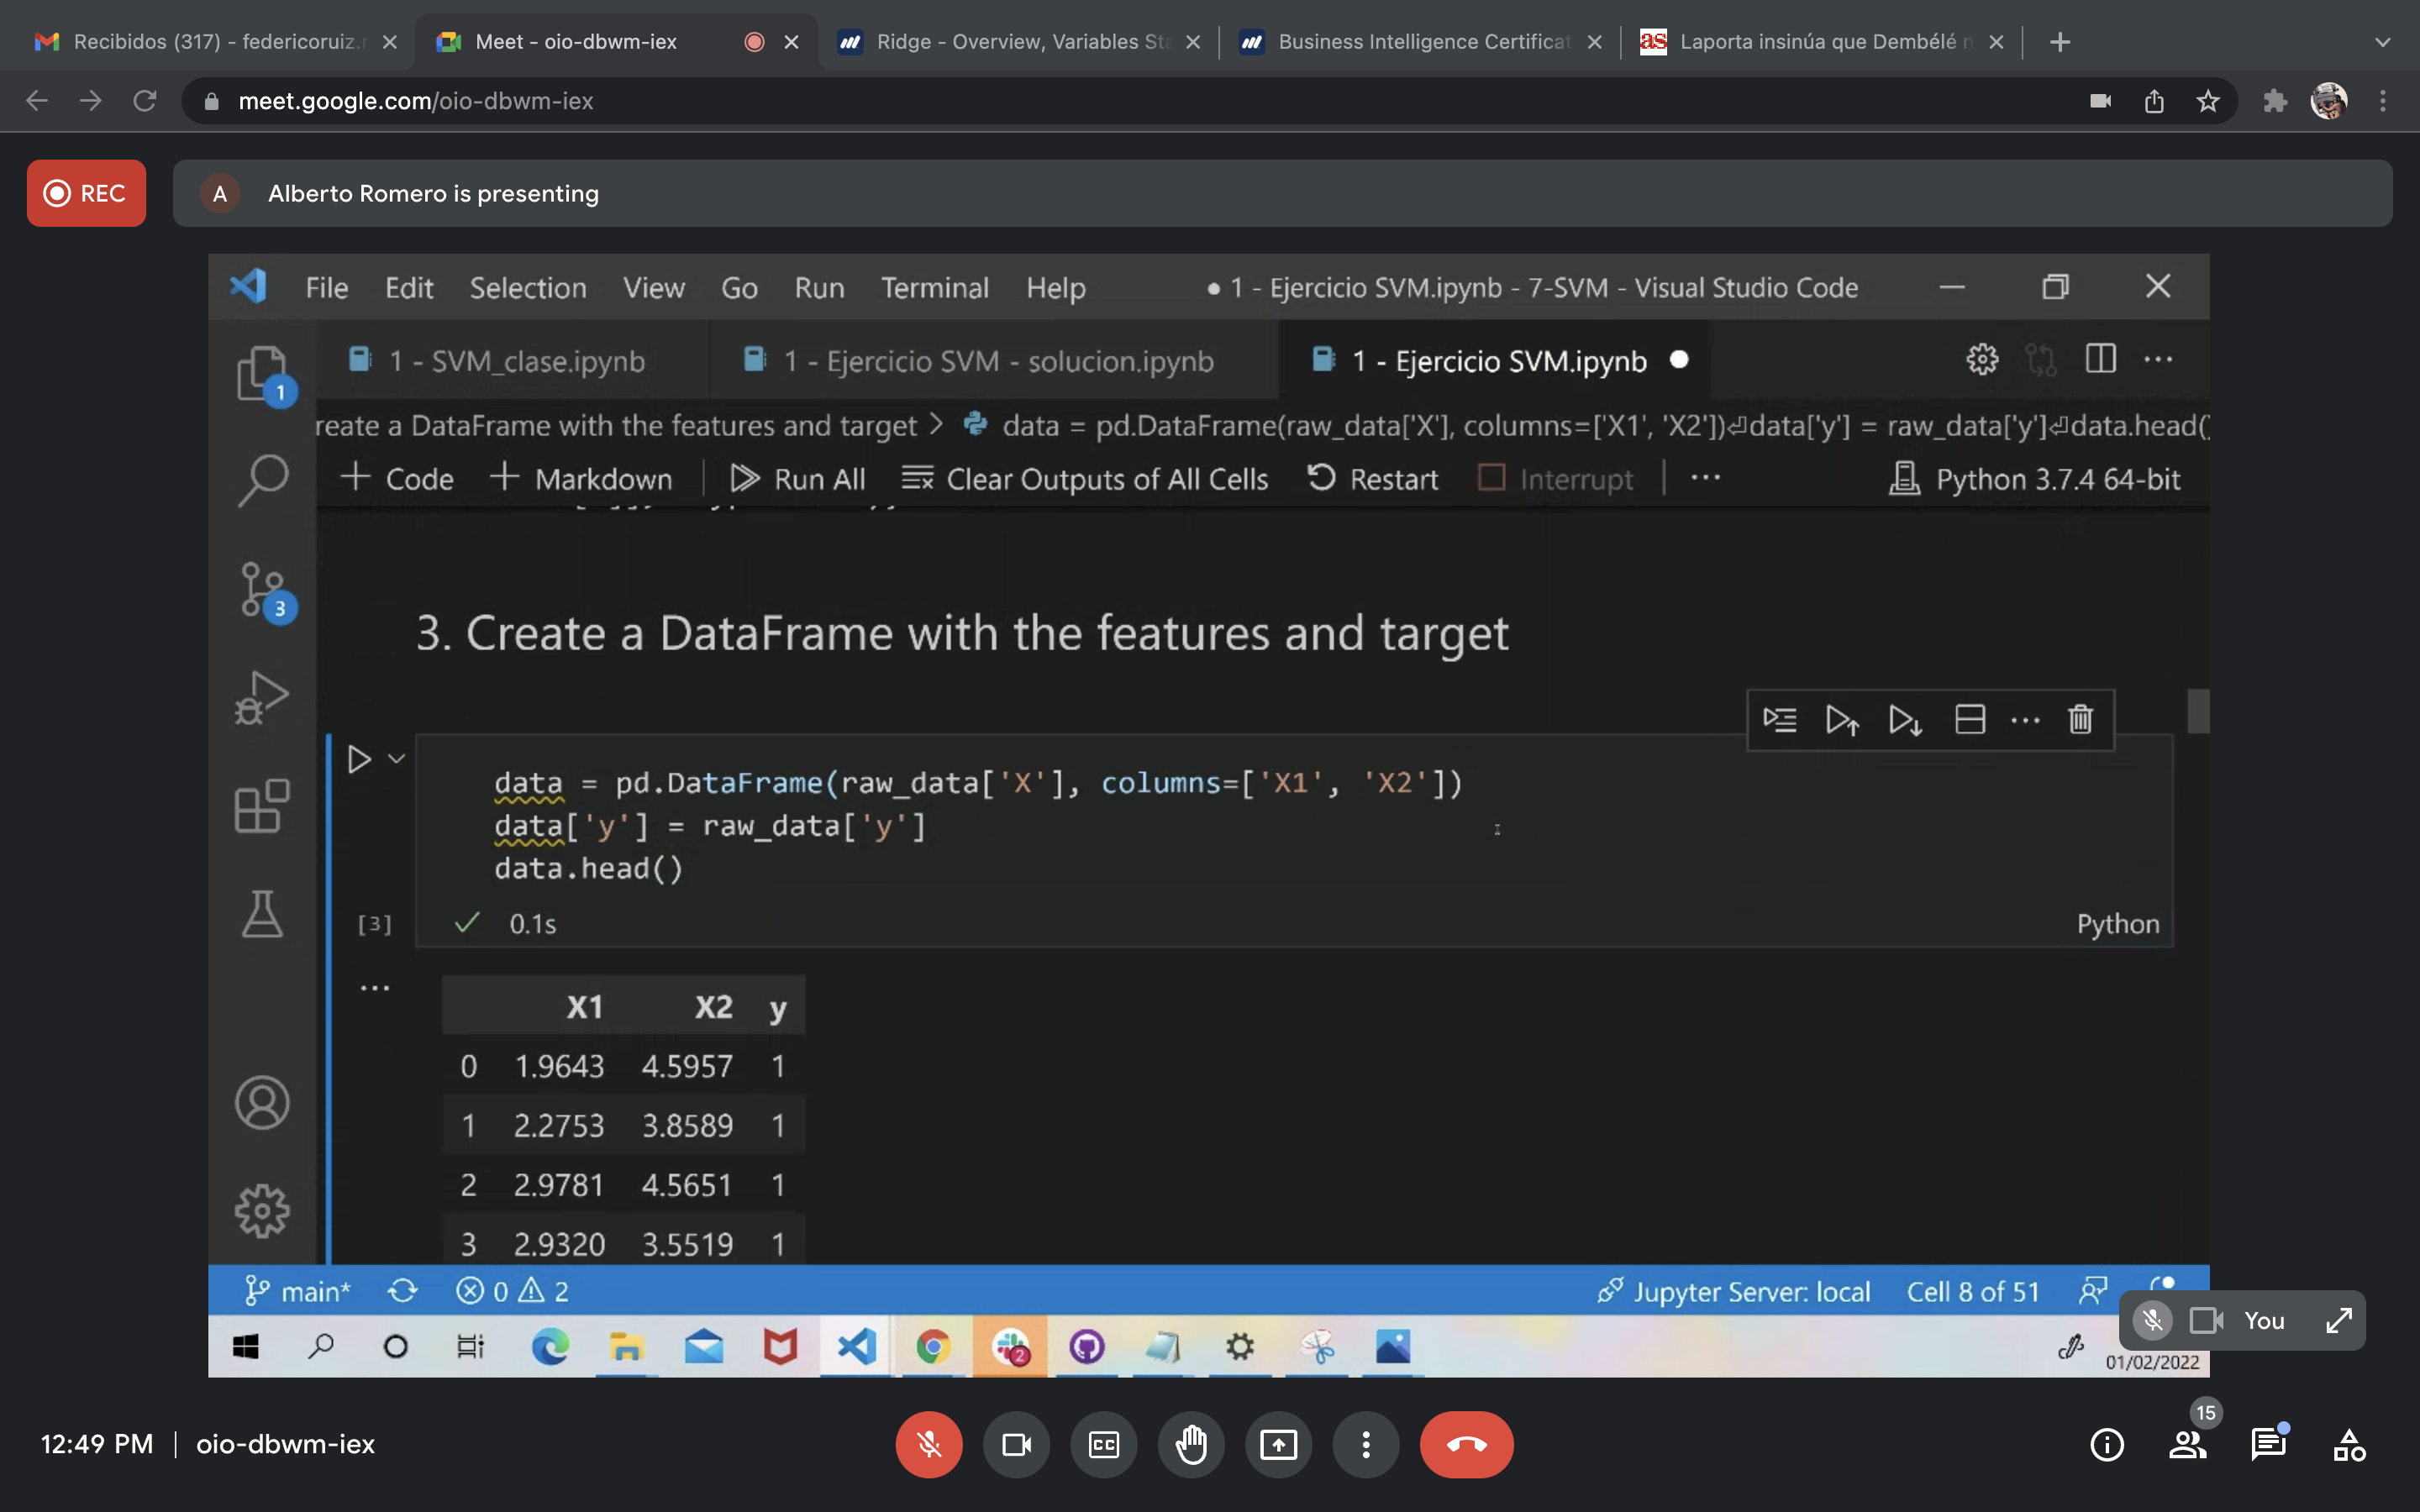 Recibidos (317) - federicoruiz.r
Meet - oio-dbwm-iex
Ridge - Overview, Variables Sta
Business Intelligence Certificat
as
Laporta insinúa que Dembélé n
meet.google.com/oio-dbwm-iex
REC
A
Alberto Romero is presenting
File Edit Selection View Go Run Terminal Help
● 1 - Ejercicio SVM.ipynb - 7-SVM - Visual Studio Code
1 - SVM_clase.ipynb
1 - Ejercicio SVM - solucion.ipynb
1 - Ejercicio SVM.ipynb
1
reate a DataFrame with the features and target > data = pd.DataFrame(raw_data['X'], columns=['X1', 'X2'])⏎data['y'] = raw_data['y']⏎data.head()
+ Code + Markdown Run All Clear Outputs of All Cells Restart Interrupt ... Python 3.7.4 64-bit
3
3. Create a DataFrame with the features and target
data = pd.DataFrame(raw_data['X'], columns=['X1', 'X2'])
data['y'] = raw_data['y']
data.head()
[3] 0.1s Python
...
X1 X2 y
0 1.9643 4.5957 1
1 2.2753 3.8589 1
2 2.9781 4.5651 1
3 2.9320 3.5519 1
main* 0 2 Jupyter Server: local Cell 8 of 51
You
2
01/02/2022
12:49 PM | oio-dbwm-iex
CC
15